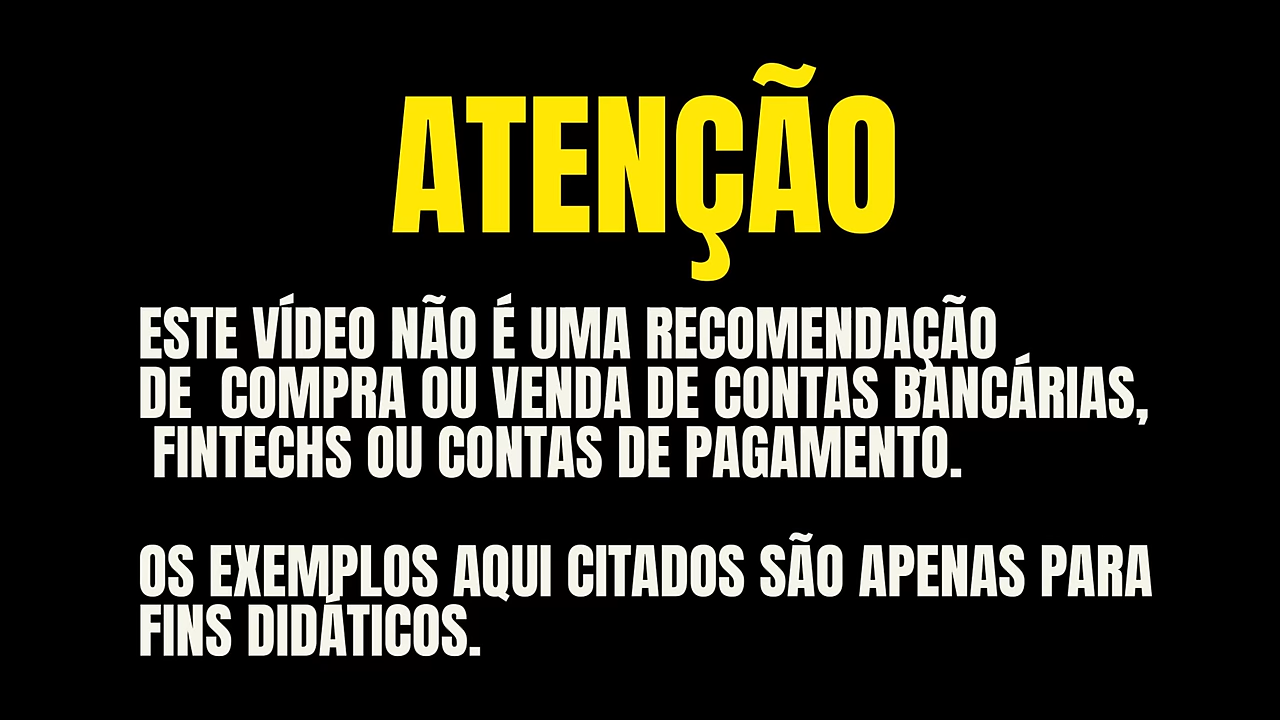 ATENÇÃO
ESTE VÍDEO NÃO É UMA RECOMENDAÇÃO
DE COMPRA OU VENDA DE CONTAS BANCÁRIAS,
FINTECHS OU CONTAS DE PAGAMENTO.
OS EXEMPLOS AQUI CITADOS SÃO APENAS PARA
FINS DIDÁTICOS.